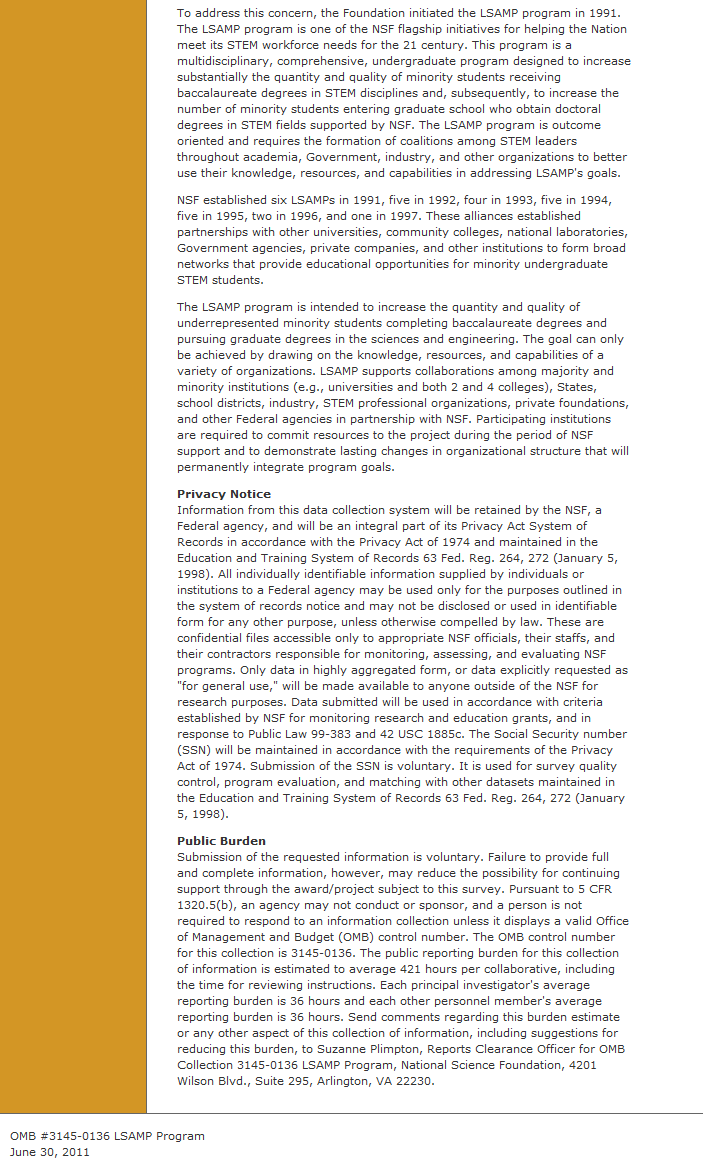 To address this concern, the Foundation initiated the LSAMP program in 1991.
The LSAMP program is one of the NSF flagship initiatives for helping the Nation
meet its STEM workforce needs for the 21 century. This program is a
multidisciplinary, comprehensive, undergraduate program designed to increase
substantially the quantity and quality of minority students receiving
baccalaureate degrees in STEM disciplines and, subsequently, to increase the
number of minority students entering graduate school who obtain doctoral
degrees in STEM fields supported by NSF. The LSAMP program is outcome
oriented and requires the formation of coalitions among STEM leaders
throughout academia, Government, industry, and other organizations to better
use their knowledge, resources, and capabilities in addressing LSAMP's goals.
NSF established six LSAMPs in 1991, five in 1992, four in 1993, five in 1994,
five in 1995, two in 1996, and one in 1997. These alliances established
partnerships with other universities, community colleges, national laboratories,
Government agencies, private companies, and other institutions to form broad
networks that provide educational opportunities for minority undergraduate
STEM students.
The LSAMP program is intended to increase the quantity and quality of
underrepresented minority students completing baccalaureate degrees and
pursuing graduate degrees in the sciences and engineering. The goal can only
be achieved by drawing on the knowledge, resources, and capabilities of a
variety of organizations. LSAMP supports collaborations among majority and
minority institutions (e.g., universities and both 2 and 4 colleges), States,
school districts, industry, STEM professional organizations, private foundations,
and other Federal agencies in partnership with NSF. Participating institutions
are required to commit resources to the project during the period of NSF
support and to demonstrate lasting changes in organizational structure that will
permanently integrate program goals.
Privacy Notice
Information from this data collection system will be retained by the NSF, a
Federal agency, and will be an integral part of its Privacy Act System of
Records in accordance with the Privacy Act of 1974 and maintained in the
Education and Training System of Records 63 Fed. Reg. 264, 272 (January 5,
1998). All individually identifiable information supplied by individuals or
institutions to a Federal agency may be used only for the purposes outlined in
the system of records notice and may not be disclosed or used in identifiable
form for any other purpose, unless otherwise compelled by law. These are
confidential files accessible only to appropriate NSF officials, their staffs, and
their contractors responsible for monitoring, assessing, and evaluating NSF
programs. Only data in highly aggregated form, or data explicitly requested as
"for general use," will be made available to anyone outside of the NSF for
research purposes. Data submitted will be used in accordance with criteria
established by NSF for monitoring research and education grants, and in
response to Public Law 99-383 and 42 USC 1885c. The Social Security number
(SSN) will be maintained in accordance with the requirements of the Privacy
Act of 1974. Submission of the SSN is voluntary. It is used for survey quality
control, program evaluation, and matching with other datasets maintained in
the Education and Training System of Records 63 Fed. Reg. 264, 272 (January
5, 1998).
Public Burden
Submission of the requested information is voluntary. Failure to provide full
and complete information, however, may reduce the possibility for continuing
support through the award/project subject to this survey. Pursuant to 5 CFR
1320.5(b), an agency may not conduct or sponsor, and a person is not
required to respond to an information collection unless it displays a valid Office
of Management and Budget (OMB) control number. The OMB control number
for this collection is 3145-0136. The public reporting burden for this collection
of information is estimated to average 421 hours per collaborative, including
the time for reviewing instructions. Each principal investigator's average
reporting burden is 36 hours and each other personnel member's average
reporting burden is 36 hours. Send comments regarding this burden estimate
or any other aspect of this collection of information, including suggestions for
reducing this burden, to Suzanne Plimpton, Reports Clearance Officer for OMB
Collection 3145-0136 LSAMP Program, National Science Foundation, 4201
Wilson Blvd., Suite 295, Arlington, VA 22230.
OMB #3145-0136 LSAMP Program
June 30, 2011